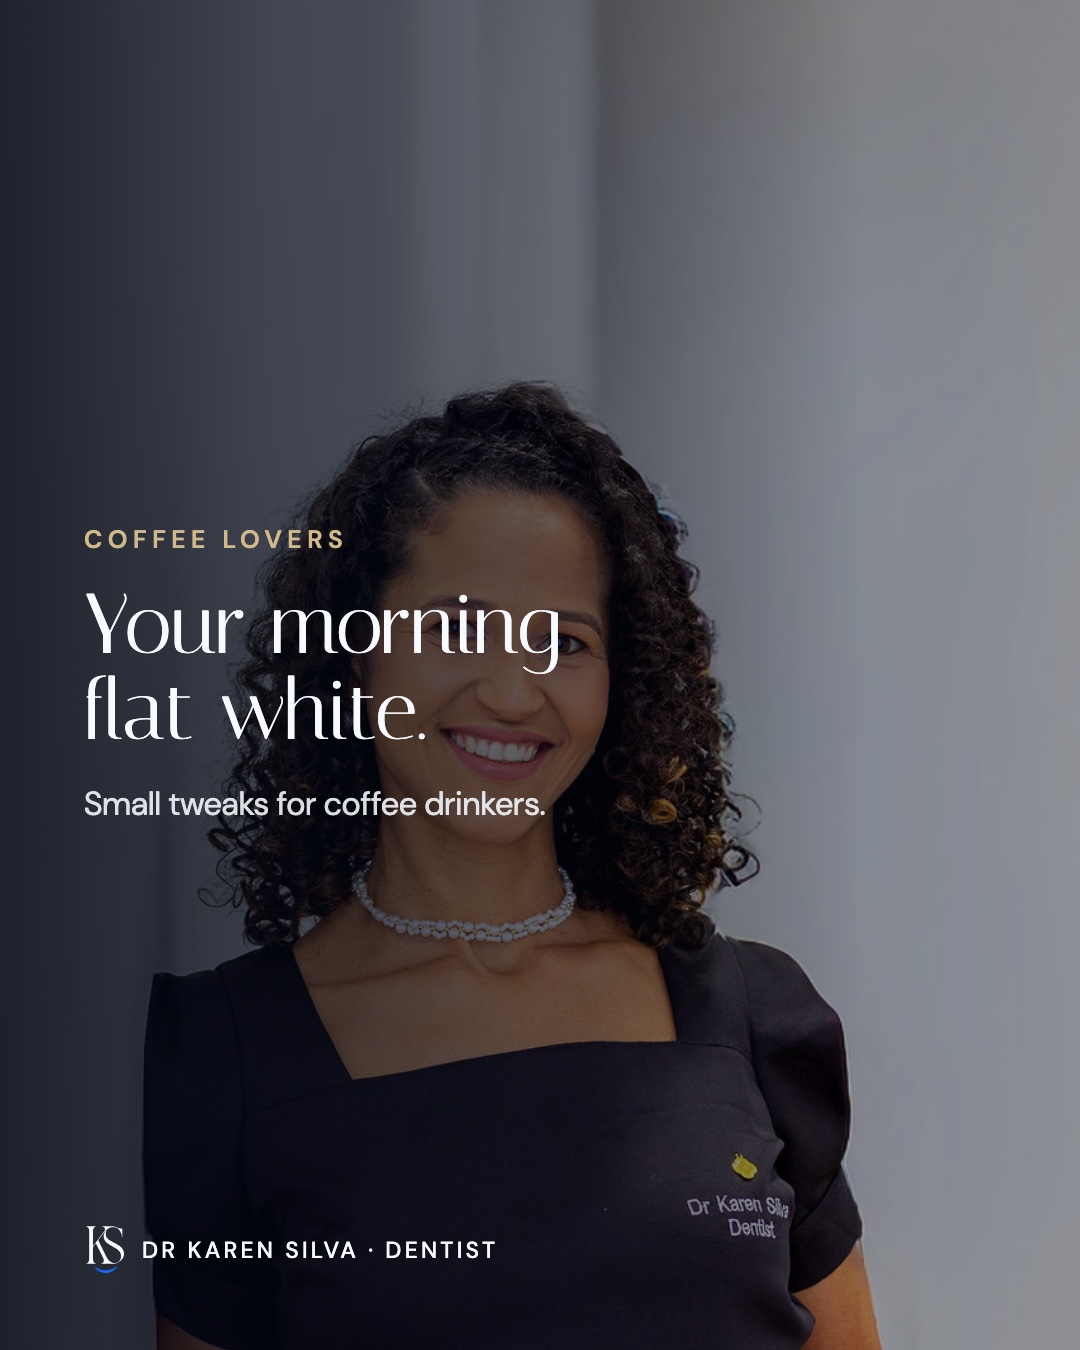 COFFEE LOVERS
Your morning
flat white.
Small tweaks for coffee drinkers.
Dr Karen Silva
Dentist
KS DR KAREN SILVA · DENTIST